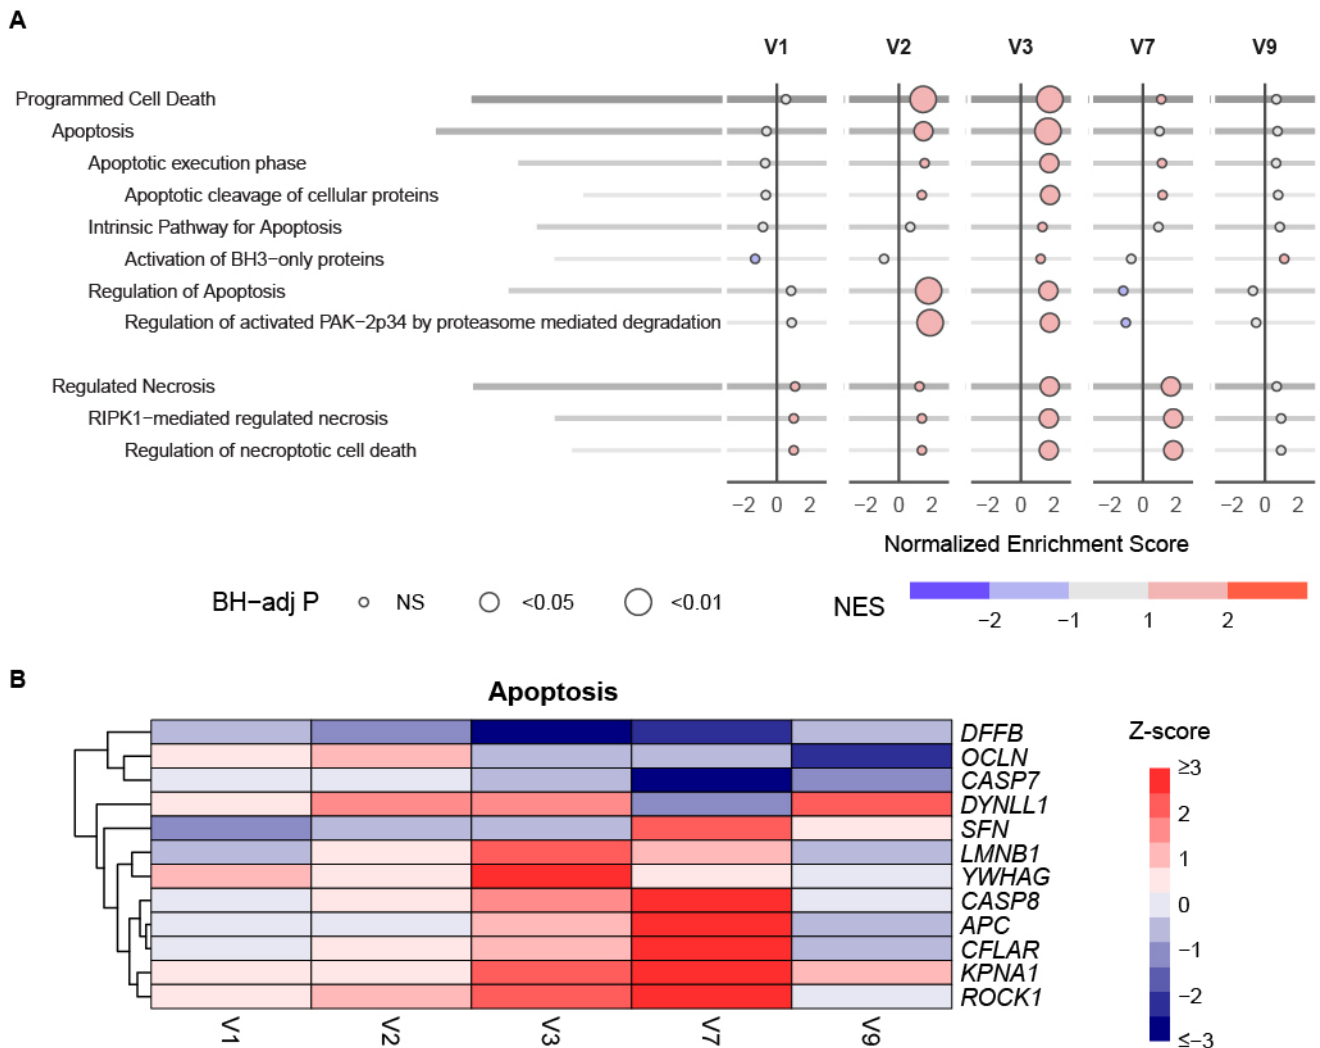 A
V1 V2 V3 V7 V9
Programmed Cell Death
Apoptosis
Apoptotic execution phase
Apoptotic cleavage of cellular proteins
Intrinsic Pathway for Apoptosis
Activation of BH3−only proteins
Regulation of Apoptosis
Regulation of activated PAK−2p34 by proteasome mediated degradation
Regulated Necrosis
RIPK1−mediated regulated necrosis
Regulation of necroptotic cell death
−2 0 2 −2 0 2 −2 0 2 −2 0 2 −2 0 2
Normalized Enrichment Score
BH−adj P NS <0.05 <0.01
NES
−2 −1 1 2
B
Apoptosis
DFFB
OCLN
CASP7
DYNLL1
SFN
LMNB1
YWHAG
CASP8
APC
CFLAR
KPNA1
ROCK1
V1 V2 V3 V7 V9
Z−score
≥3
2
1
0
−1
−2
≤−3